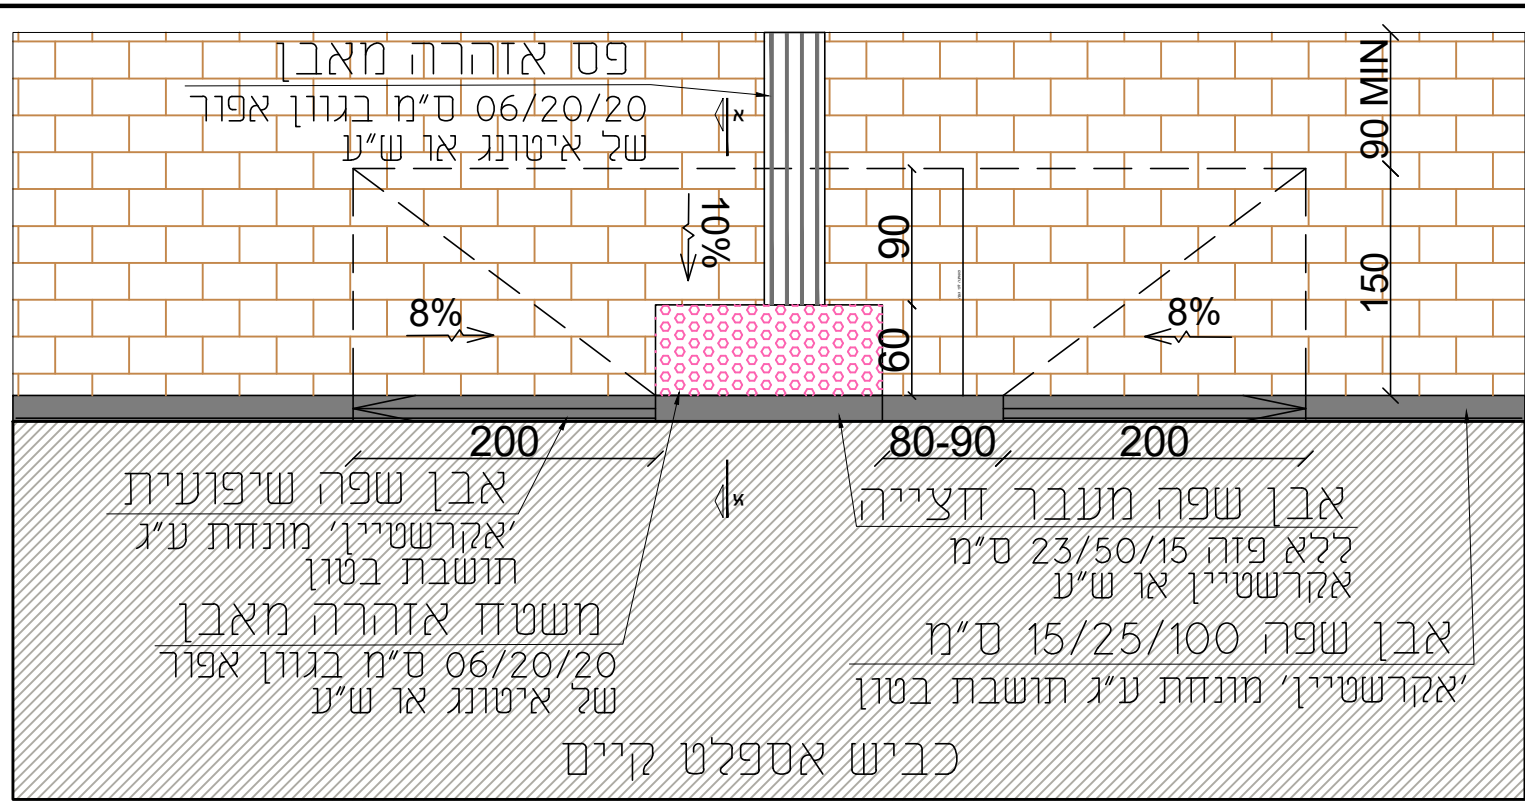 פס אזהרה מאבן
06/20/20 ס"מ בגוון אפור
של איטונג או ש"ע
א
90 MIN
10%
90
150
8%
60
8%
200
80-90
200
אבן שפה שיפועית
'אקרשטיין' מונחת ע"ג
תושבת בטון
א
אבן שפה מעבר חצייה
ללא פזה 23/50/15 ס"מ
אקרשטיין או ש"ע
משטח אזהרה מאבן
06/20/20 ס"מ בגוון אפור
של איטונג או ש"ע
אבן שפה 15/25/100 ס"מ
'אקרשטיין' מונחת ע"ג תושבת בטון
כביש אספלט קיים